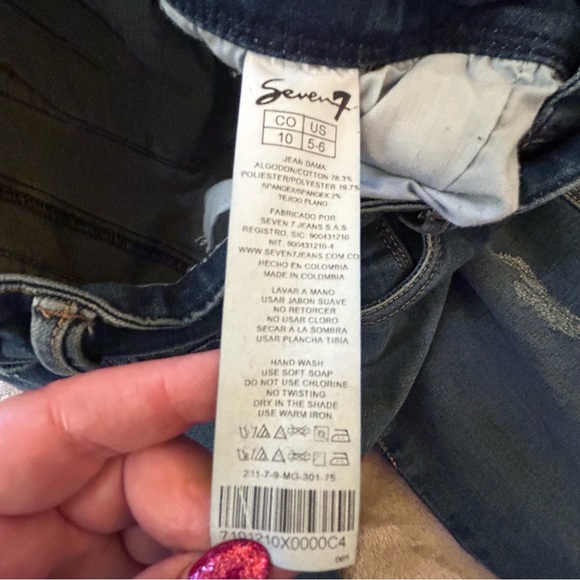 Seven7
CO US
10 5-6
JEAN DAMA
ALGODON/COTTON 78.3%
POLIESTER/POLYESTER 19.7%
SPANDEX/SPANDEX 2%
TEJIDO PLANO
FABRICADO POR
SEVEN 7 JEANS S.A.S
REGISTRO. SIC. 900431210
NIT. 900431210-4
WWW.SEVEN7JEANS.COM.CO
HECHO EN COLOMBIA
MADE IN COLOMBIA
LAVAR A MANO
USAR JABON SUAVE
NO RETORCER
NO USAR CLORO
SECAR A LA SOMBRA
USAR PLANCHA TIBIA
HAND WASH
USE SOFT SOAP
DO NOT USE CHLORINE
NO TWISTING
DRY IN THE SHADE
USE WARM IRON
211-7-9-MG-301-75
7101210X0000C4